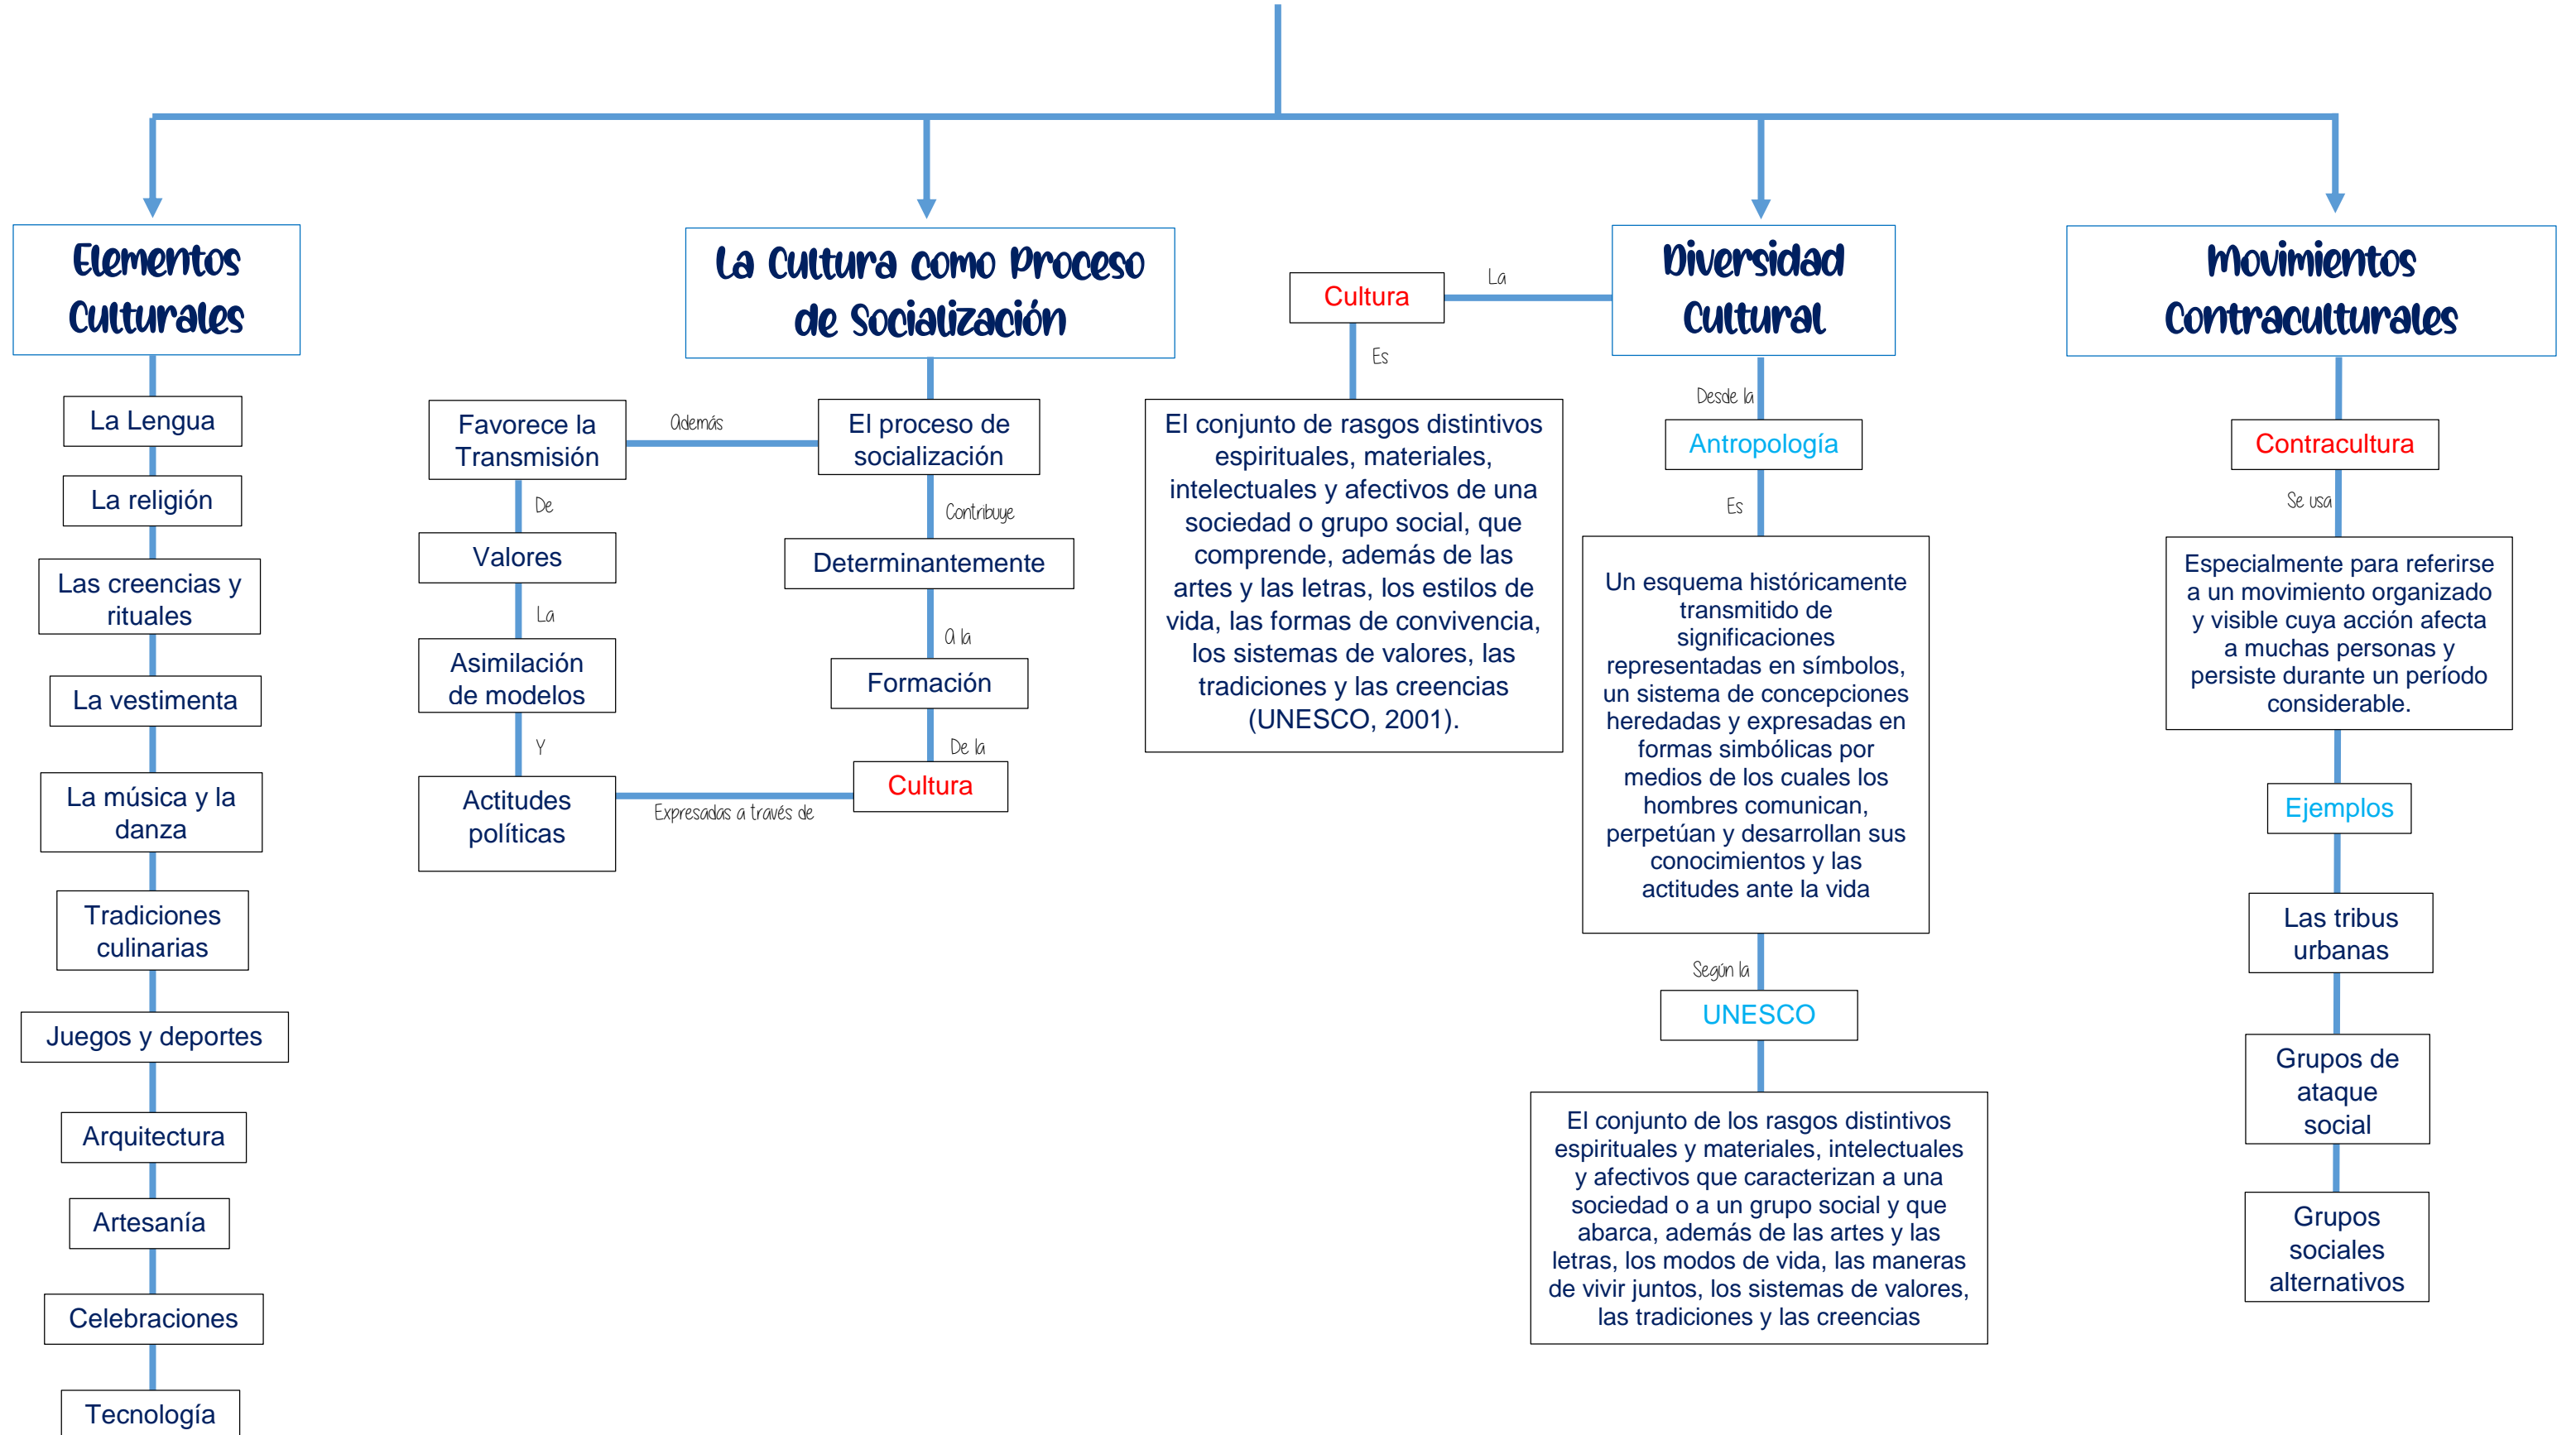 Elementos
Culturales
La Lengua
La religión
Las creencias y
rituales
La vestimenta
La música y la
danza
Tradiciones
culinarias
Juegos y deportes
Arquitectura
Artesanía
Celebraciones
Tecnología
La Cultura como Proceso
de Socialización
El proceso de
socialización
Además
Favorece la
Transmisión
De
Valores
La
Asimilación
de modelos
Y
Actitudes
políticas
Contribuye
Determinantemente
A la
Formación
De la
Cultura
Expresadas a través de
Diversidad
Cultural
La
Cultura
Es
El conjunto de rasgos distintivos
espirituales, materiales,
intelectuales y afectivos de una
sociedad o grupo social, que
comprende, además de las
artes y las letras, los estilos de
vida, las formas de convivencia,
los sistemas de valores, las
tradiciones y las creencias
(UNESCO, 2001).
Desde la
Antropología
Es
Un esquema históricamente
transmitido de
significaciones
representadas en símbolos,
un sistema de concepciones
heredadas y expresadas en
formas simbólicas por
medios de los cuales los
hombres comunican,
perpetúan y desarrollan sus
conocimientos y las
actitudes ante la vida
Según la
UNESCO
El conjunto de los rasgos distintivos
espirituales y materiales, intelectuales
y afectivos que caracterizan a una
sociedad o a un grupo social y que
abarca, además de las artes y las
letras, los modos de vida, las maneras
de vivir juntos, los sistemas de valores,
las tradiciones y las creencias
Movimientos
Contraculturales
Contracultura
Se usa
Especialmente para referirse
a un movimiento organizado
y visible cuya acción afecta
a muchas personas y
persiste durante un período
considerable.
Ejemplos
Las tribus
urbanas
Grupos de
ataque
social
Grupos
sociales
alternativos